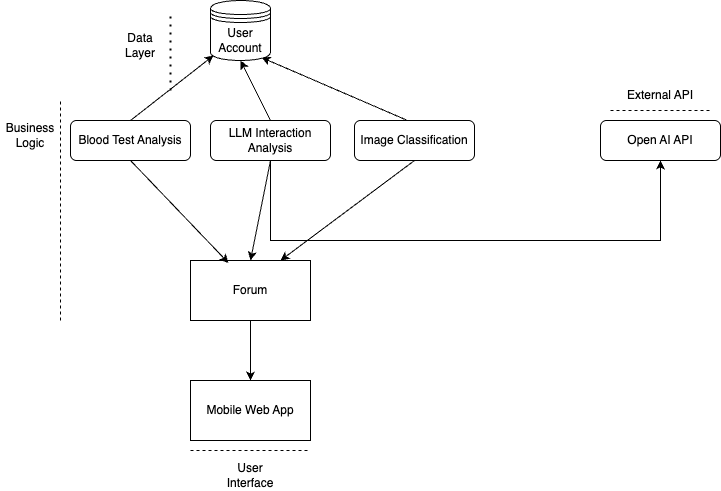 User
Account
Data
Layer
External API
Business
Logic
Blood Test Analysis
LLM Interaction
Analysis
Image Classification
Open AI API
Forum
Mobile Web App
User
Interface